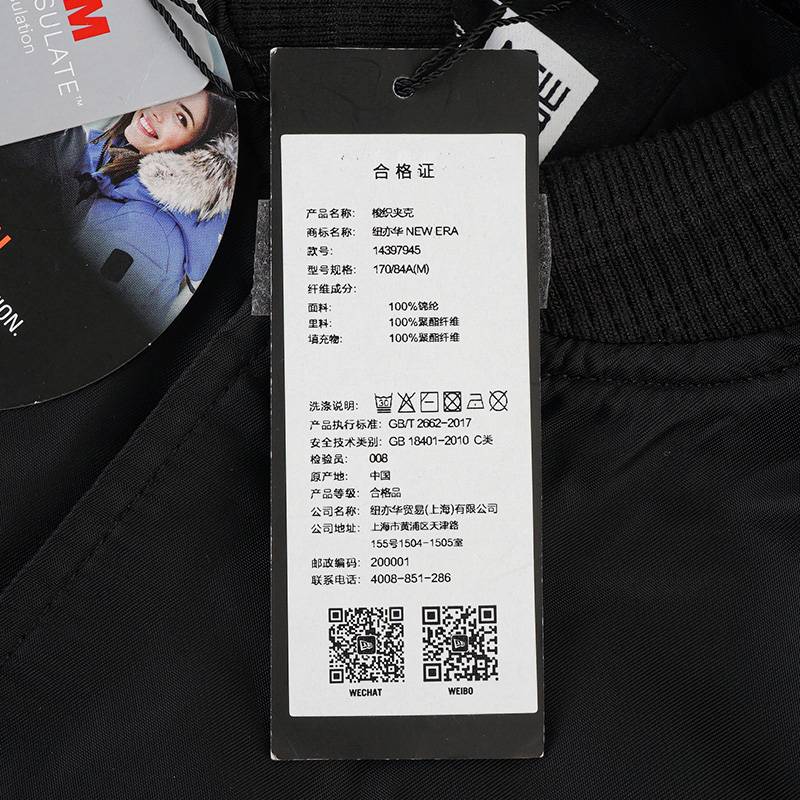 M
SULATE™
sulation
ION.
合格证
产品名称: 梭织夹克
商标名称: 纽亦华 NEW ERA
款号: 14397945
型号规格: 170/84A(M)
纤维成分:
面料: 100%锦纶
里料: 100%聚酯纤维
填充物: 100%聚酯纤维
洗涤说明: 30
产品执行标准: GB/T 2662-2017
安全技术类别: GB 18401-2010 C类
检验员: 008
原产地: 中国
产品等级: 合格品
公司名称: 纽亦华贸易(上海)有限公司
公司地址: 上海市黄浦区天津路
155号1504-1505室
邮政编码: 200001
联系电话: 4008-851-286
WECHAT WEIBO